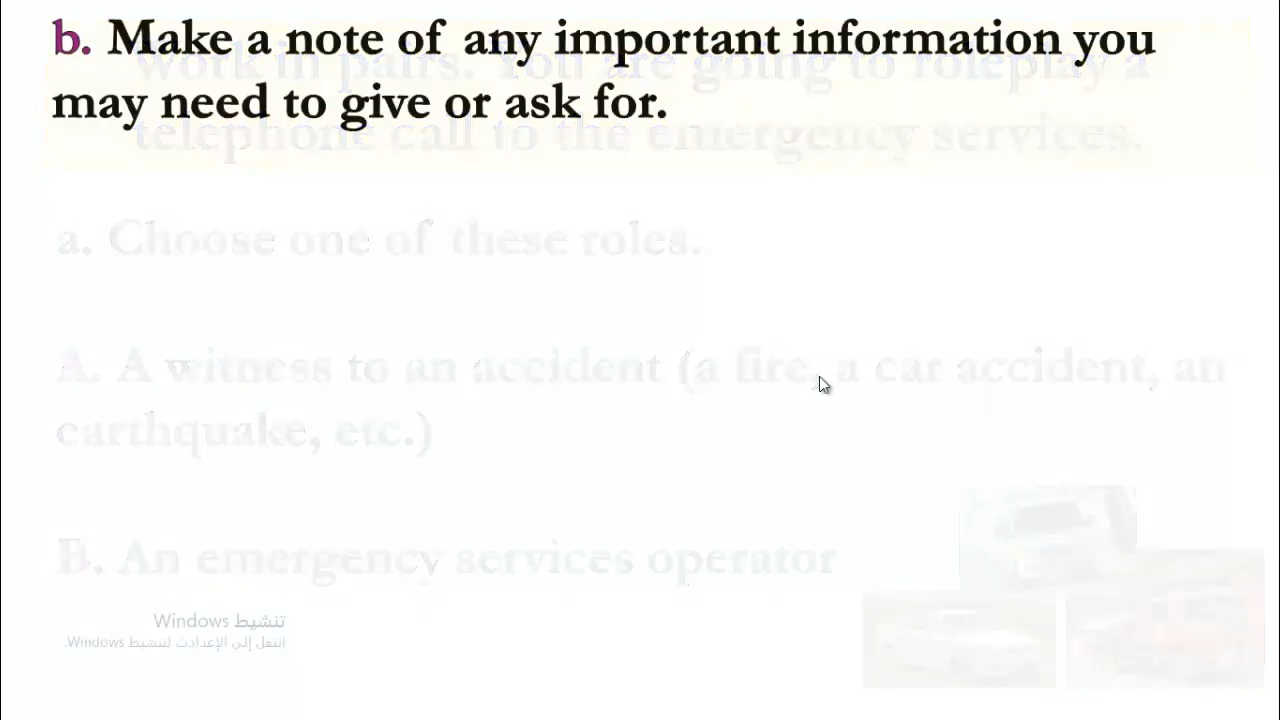 b. Make a note of any important information you
may need to give or ask for.
work in pairs. You are going to roleplay a
telephone call to the emergency services.
a. Choose one of these roles.
A. A witness to an accident (a fire, a car accident, an
earthquake, etc.)
B. An emergency services operator
تنشيط Windows
انتقل إلى الإعدادات لتنشيط Windows.